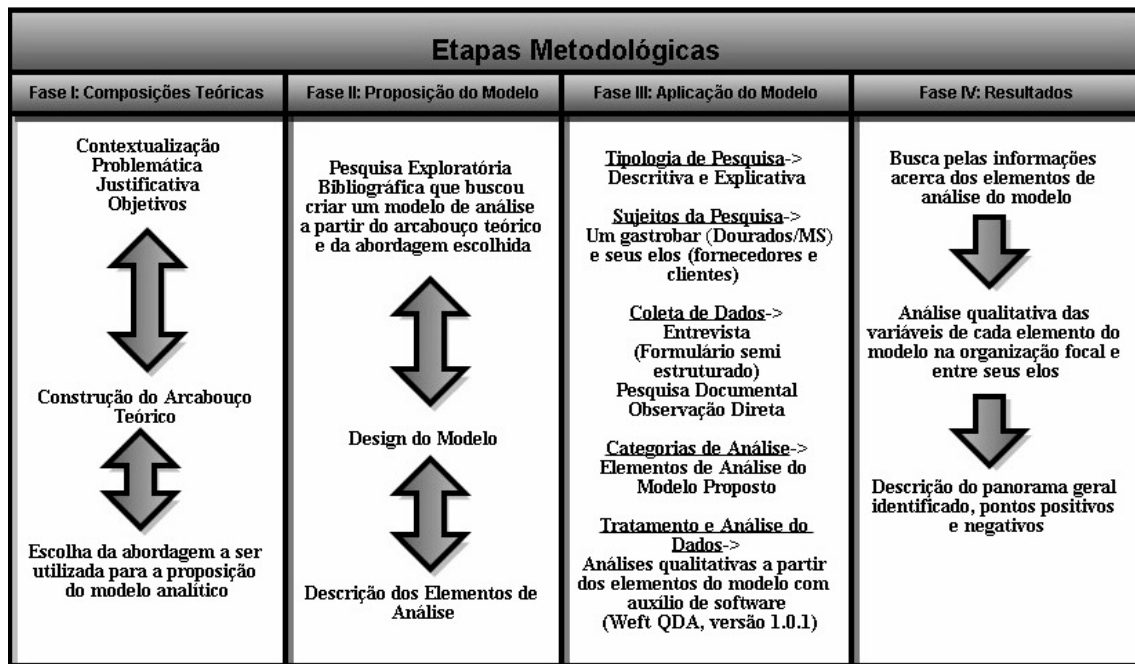 Etapas Metodológicas
Fase I: Composições Teóricas
Contextualização
Problemática
Justificativa
Objetivos
Construção do Arcabouço
Teórico
Escolha da abordagem a ser
utilizada para a proposição
do modelo analítico
Fase II: Proposição do Modelo
Pesquisa Exploratória
Bibliográfica que buscou
criar um modelo de análise
a partir do arcabouço teórico
e da abordagem escolhida
Design do Modelo
Descrição dos Elementos de
Análise
Fase III: Aplicação do Modelo
Tipologia de Pesquisa->
Descritiva e Explicativa
Sujeitos da Pesquisa->
Um gastrobar (Dourados/MS)
e seus elos (fornecedores e
clientes)
Coleta de Dados->
Entrevista
(Formulário semi
estruturado)
Pesquisa Documental
Observação Direta
Categorias de Análise->
Elementos de Análise do
Modelo Proposto
Tratamento e Análise do
Dados->
Análises qualitativas a partir
dos elementos do modelo com
auxílio de software
(Weft QDA, versão 1.0.1)
Fase IV: Resultados
Busca pelas informações
acerca dos elementos de
análise do modelo
Análise qualitativa das
variáveis de cada elemento do
modelo na organização focal e
entre seus elos
Descrição do panorama geral
identificado, pontos positivos
e negativos